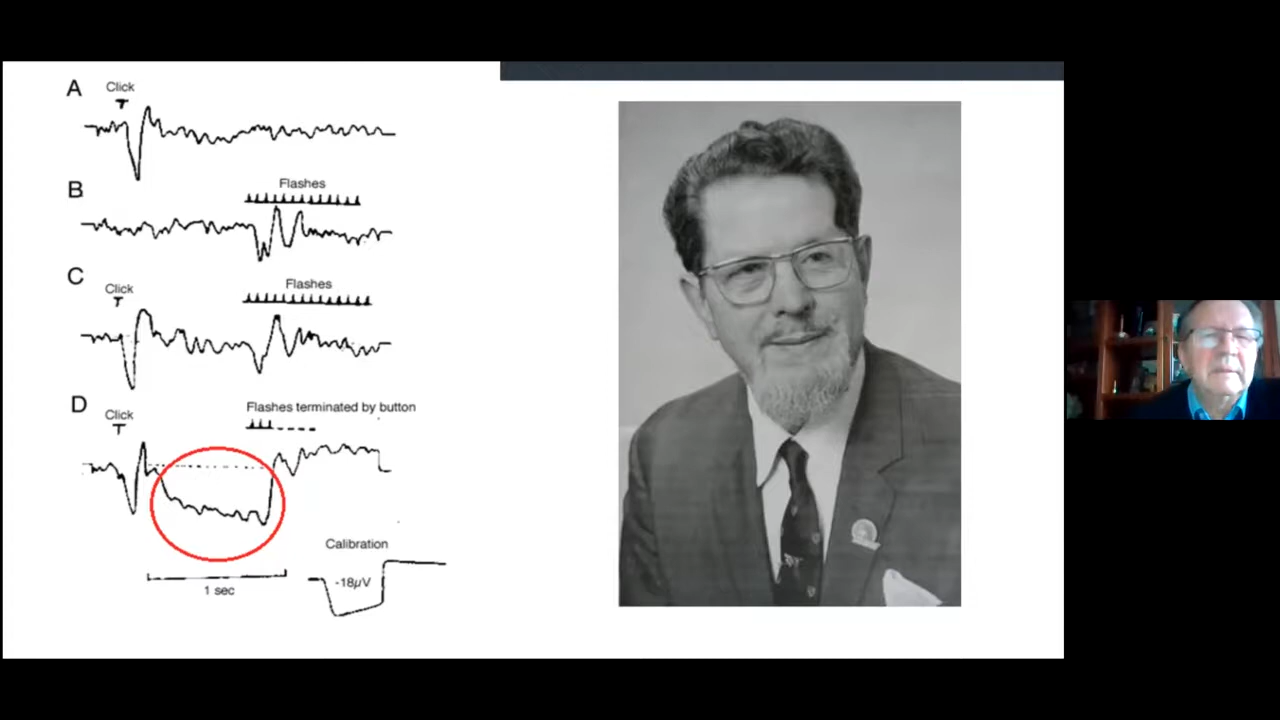 A
Click
B
Flashes
C
Click
Flashes
D
Click
Flashes terminated by button
Calibration
-18µV
1 sec